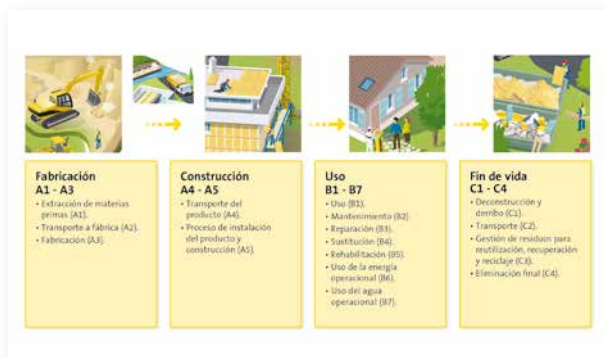 Fabricación
A1 - A3
• Extracción de materias
primas (A1).
• Transporte a fábrica (A2).
• Fabricación (A3).
Construcción
A4 - A5
• Transporte del
producto (A4).
• Proceso de instalación
del producto y
construcción (A5).
Uso
B1 - B7
• Uso (B1).
• Mantenimiento (B2).
• Reparación (B3).
• Sustitución (B4).
• Rehabilitación (B5).
• Uso de la energía
operacional (B6).
• Uso del agua
operacional (B7).
Fin de vida
C1 - C4
• Deconstrucción y
derribo (C1).
• Transporte (C2).
• Gestión de residuos para
reutilización, recuperación
y reciclaje (C3).
• Eliminación final (C4).